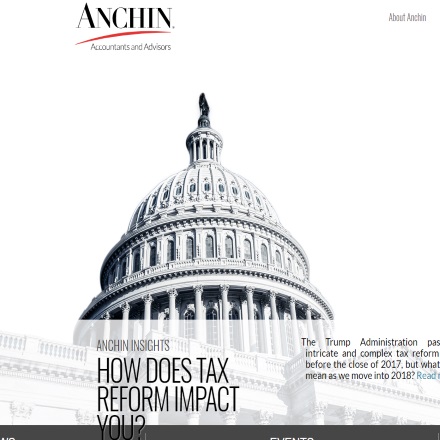 ANCHIN
Accountants and Advisors
About Anchin
ANCHIN INSIGHTS
HOW DOES TAX
REFORM IMPACT
YOU?
The Trump Administration pas
intricate and complex tax reform
before the close of 2017, but what
mean as we move into 2018? Read
EVENTS